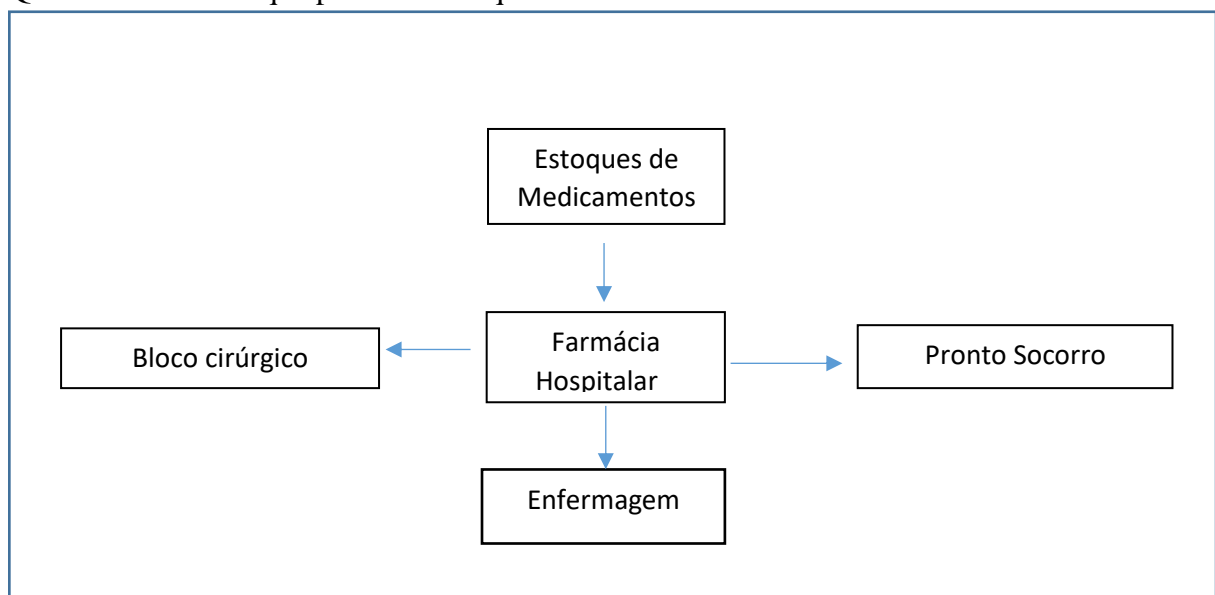 Estoques de
Medicamentos
Bloco cirúrgico
Farmácia
Hospitalar
Pronto Socorro
Enfermagem